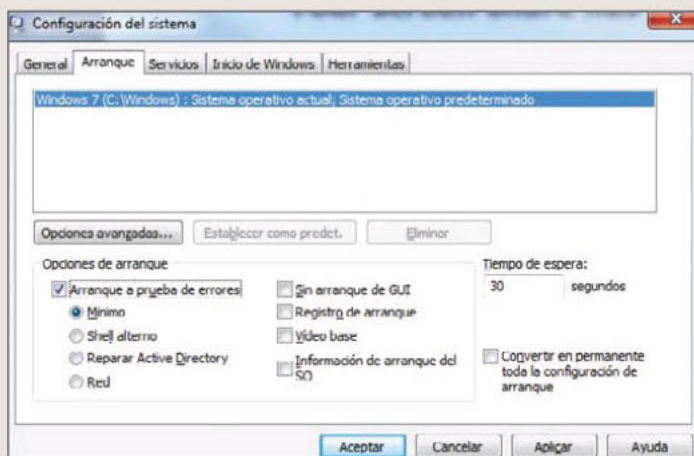 Configuración del sistema
General Arranque Servicios Inicio de Windows Herramientas
Windows 7 (C:\Windows) : Sistema operativo actual; Sistema operativo predeterminado
Opciones avanzadas... Establecer como predet. Eliminar
Opciones de arranque
Tiempo de espera:
Arranque a prueba de errores
Sin arranque de GUI
30 segundos
Mínimo
Registro de arranque
Shell alterno
Vídeo base
Reparar Active Directory
Información de arranque del
SO
Red
Convertir en permanente
toda la configuración de
arranque
Aceptar Cancelar Aplicar Ayuda